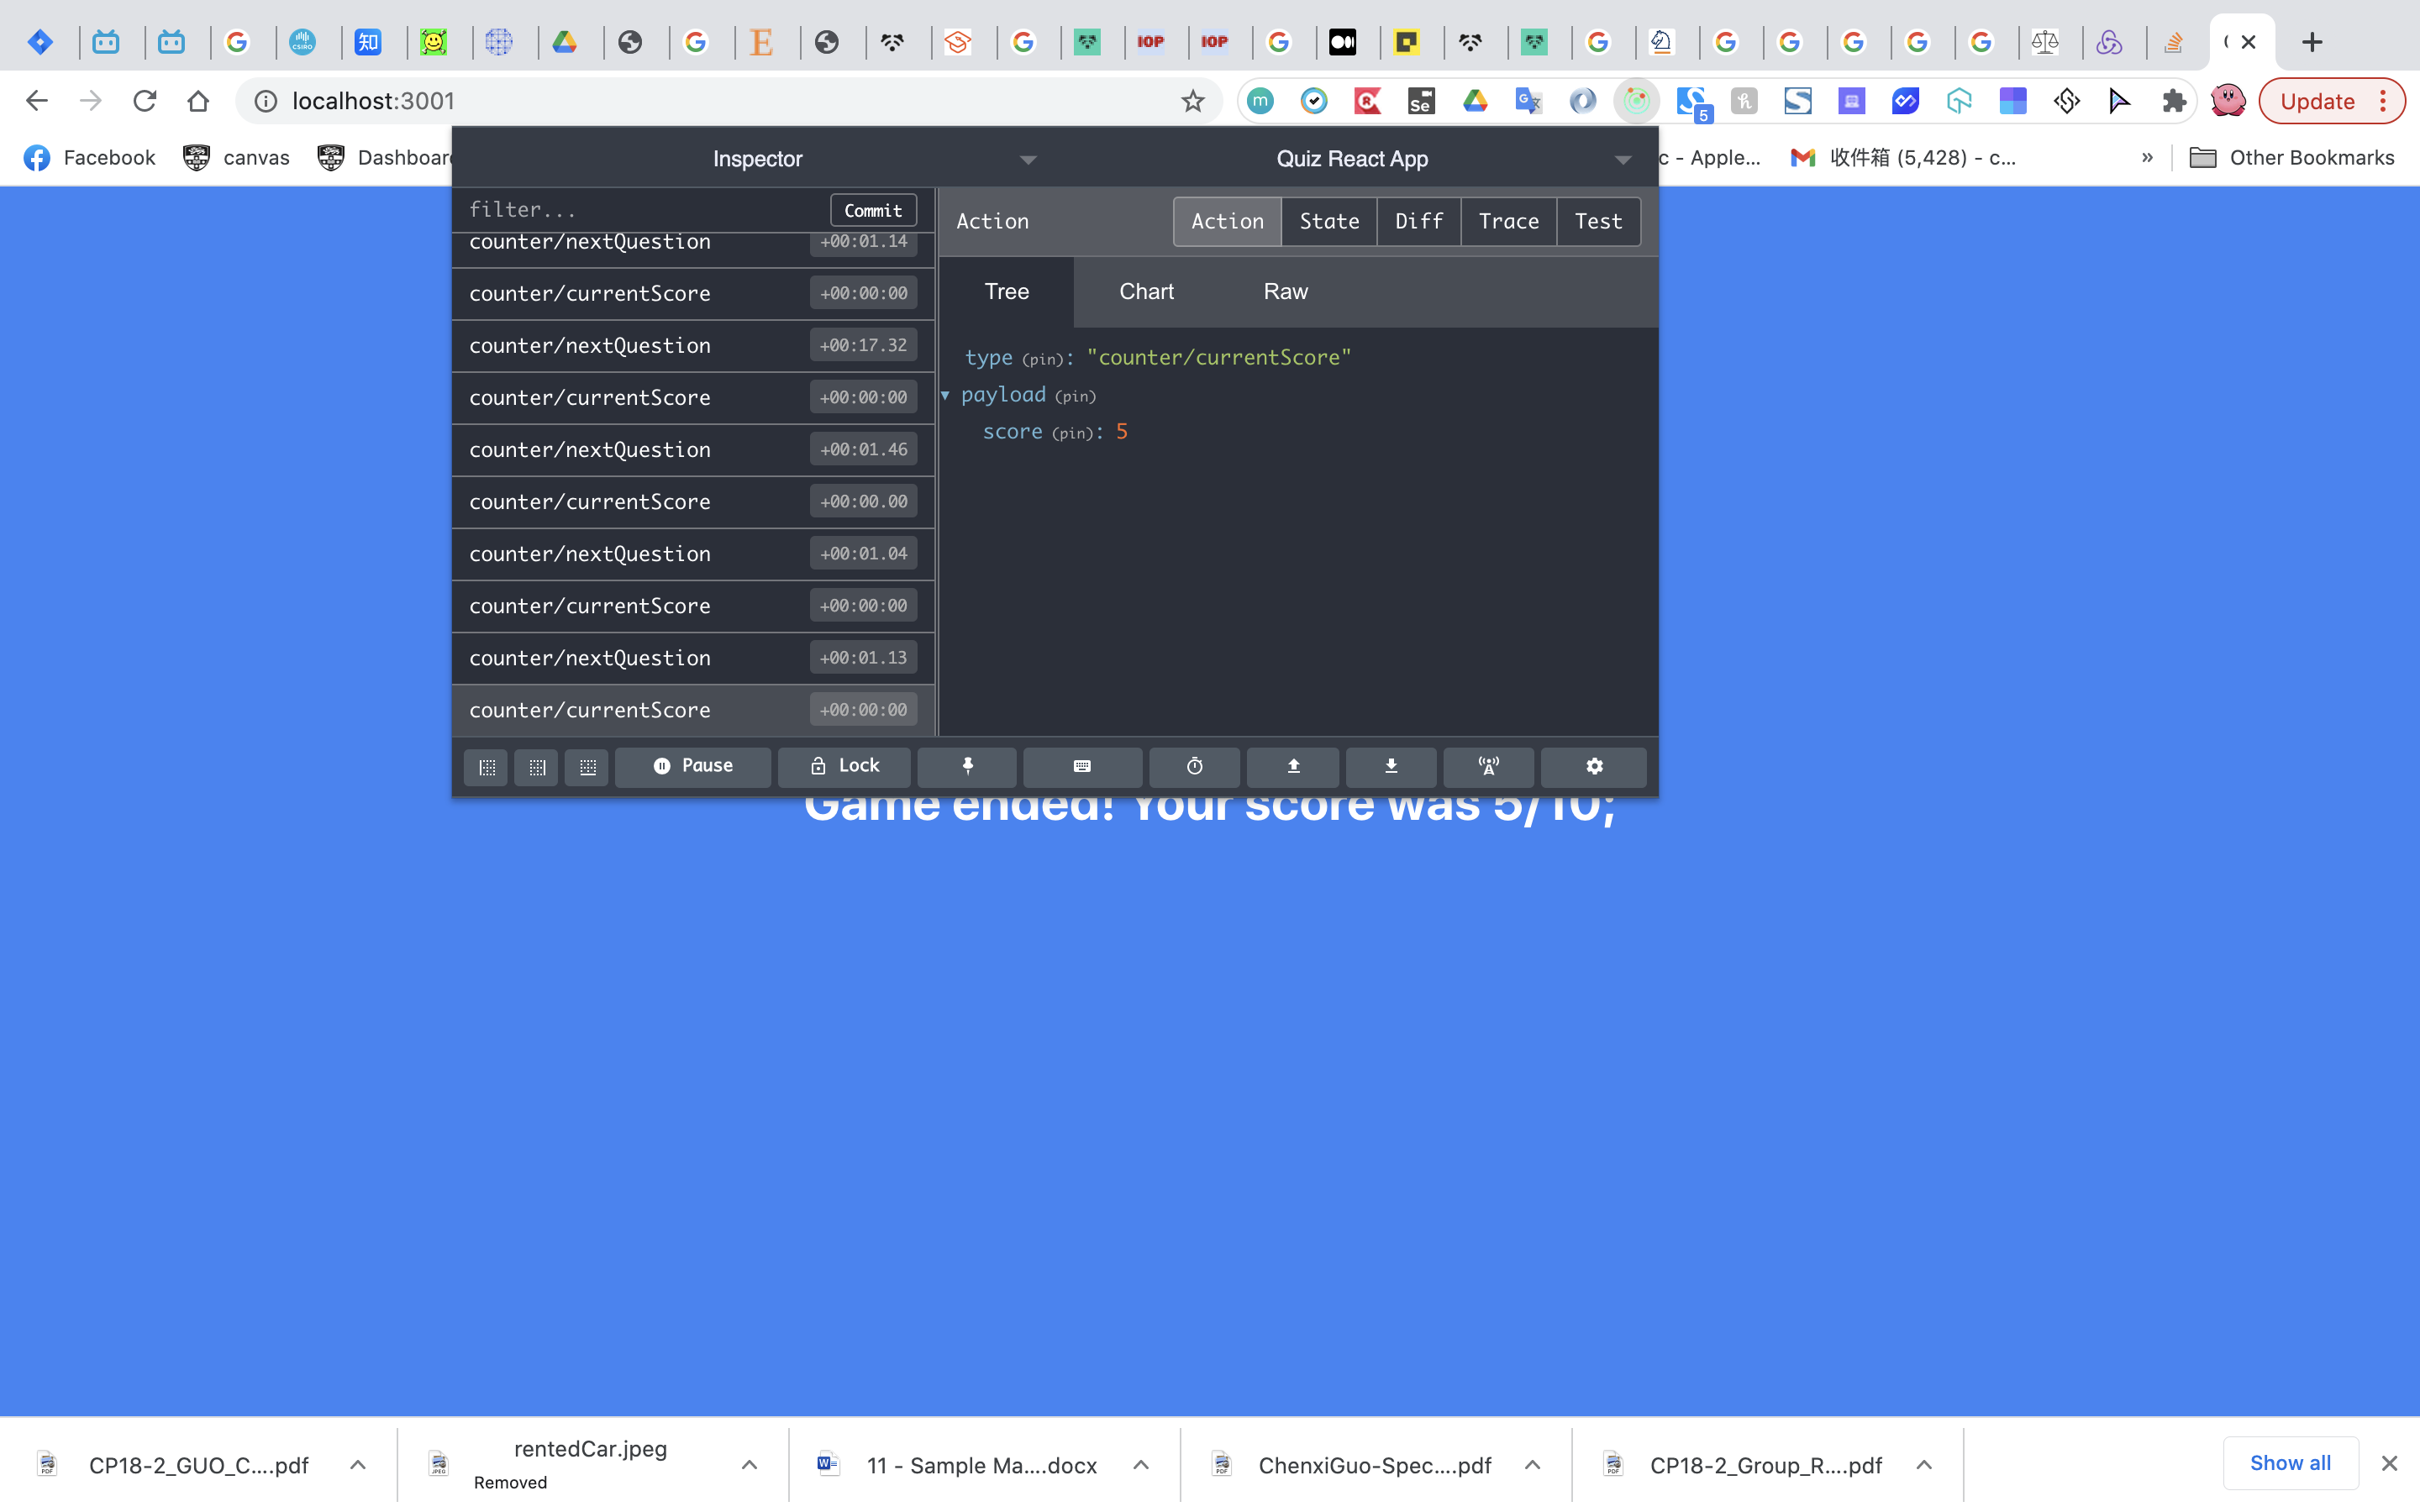 localhost:3001
Update
Facebook
canvas
Dashboar
c - Apple...
收件箱 (5,428) - c...
»
Other Bookmarks
Inspector
Quiz React App
filter...
Commit
Action
Action
State
Diff
Trace
Test
counter/nextQuestion +00:01.14
counter/currentScore +00:00:00
counter/nextQuestion +00:17.32
counter/currentScore +00:00:00
counter/nextQuestion +00:01.46
counter/currentScore +00:00.00
counter/nextQuestion +00:01.04
counter/currentScore +00:00:00
counter/nextQuestion +00:01.13
counter/currentScore +00:00:00
Tree
Chart
Raw
type (pin): "counter/currentScore"
payload (pin)
score (pin): 5
Pause
Lock
Game ended! Your score was 5/10;
CP18-2_GUO_C....pdf
rentedCar.jpeg
Removed
11 - Sample Ma....docx
ChenxiGuo-Spec....pdf
CP18-2_Group_R....pdf
Show all
知
CSIRO
E
IOP
IOP
m
Se
5